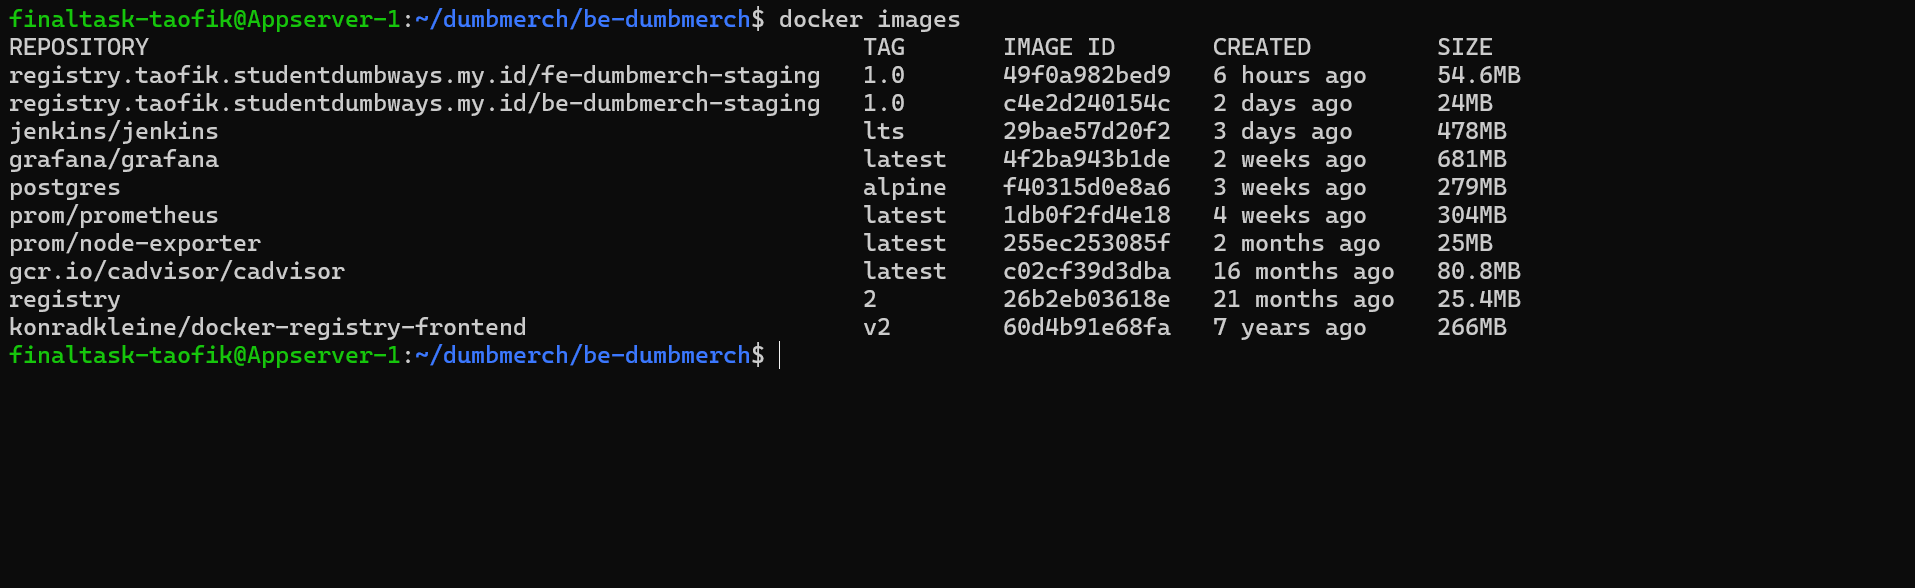 finaltask-taofik@Appserver-1:~/dumbmerch/be-dumbmerch$ docker images
REPOSITORY TAG IMAGE ID CREATED SIZE
registry.taofik.studentdumbways.my.id/fe-dumbmerch-staging 1.0 49f0a982bed9 6 hours ago 54.6MB
registry.taofik.studentdumbways.my.id/be-dumbmerch-staging 1.0 c4e2d240154c 2 days ago 24MB
jenkins/jenkins lts 29bae57d20f2 3 days ago 478MB
grafana/grafana latest 4f2ba943b1de 2 weeks ago 681MB
postgres alpine f40315d0e8a6 3 weeks ago 279MB
prom/prometheus latest 1db0f2fd4e18 4 weeks ago 304MB
prom/node-exporter latest 255ec253085f 2 months ago 25MB
gcr.io/cadvisor/cadvisor latest c02cf39d3dba 16 months ago 80.8MB
registry 2 26b2eb03618e 21 months ago 25.4MB
konradkleine/docker-registry-frontend v2 60d4b91e68fa 7 years ago 266MB
finaltask-taofik@Appserver-1:~/dumbmerch/be-dumbmerch$